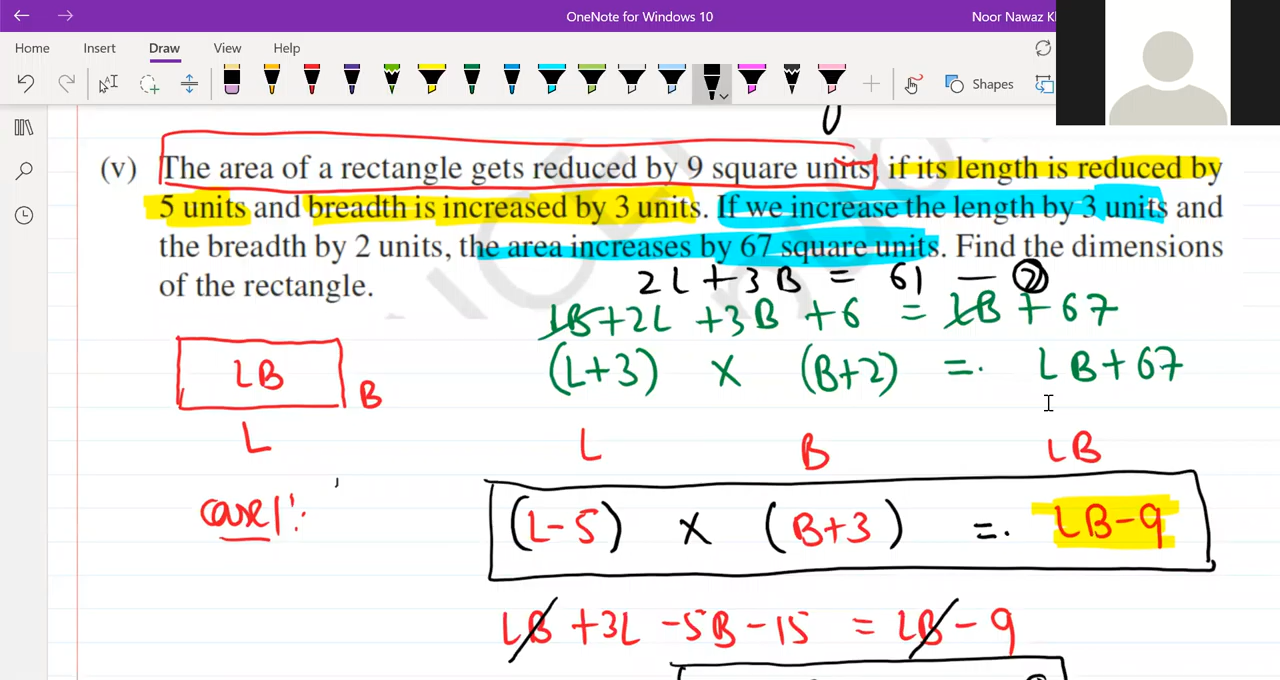 OneNote for Windows 10
Noor Nawaz Kh
Home Insert Draw View Help
Shapes
(v) The area of a rectangle gets reduced by 9 square units, if its length is reduced by
5 units and breadth is increased by 3 units. If we increase the length by 3 units and
the breadth by 2 units, the area increases by 67 square units. Find the dimensions
of the rectangle.
2L + 3B = 61 — ②
LB + 2L + 3B + 6 = LB + 67
(L+3) × (B+2) =. LB + 67
LB
B
L
L B LB
case 1':
(L-5) × (B+3) =. LB-9
LB + 3L - 5B - 15 = LB - 9